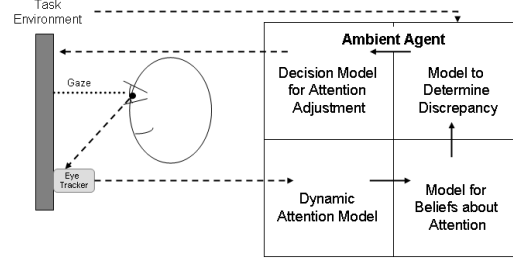 Task
Environment
Gaze
Eye
Tracker
Ambient Agent
Decision Model
for Attention
Adjustment
Model to
Determine
Discrepancy
Dynamic
Attention Model
Model for
Beliefs about
Attention